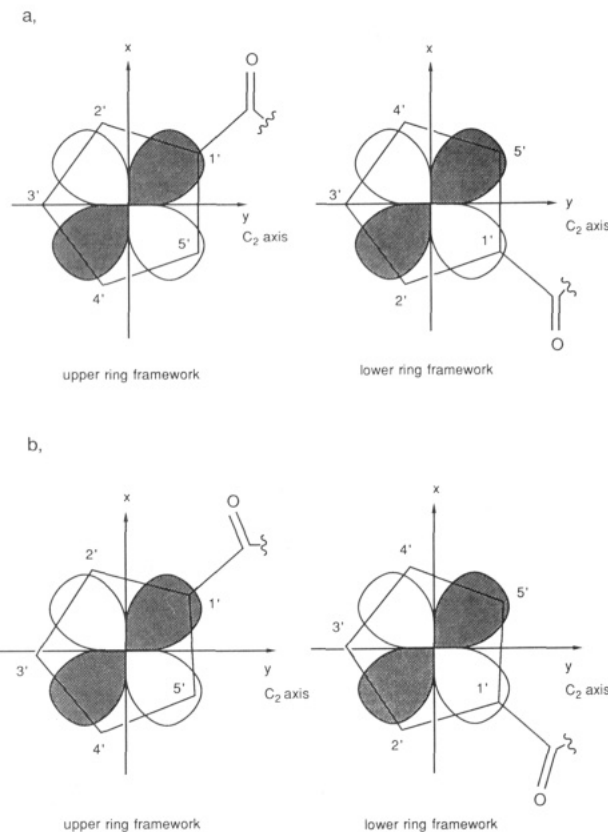 a,
x
O
2'
1'
3'
y
C₂ axis
5'
4'
upper ring framework
x
4'
5'
3'
y
C₂ axis
1'
2'
O
lower ring framework
b,
x
O
2'
1'
3'
y
C₂ axis
5'
4'
upper ring framework
x
4'
5'
3'
y
C₂ axis
1'
2'
O
lower ring framework